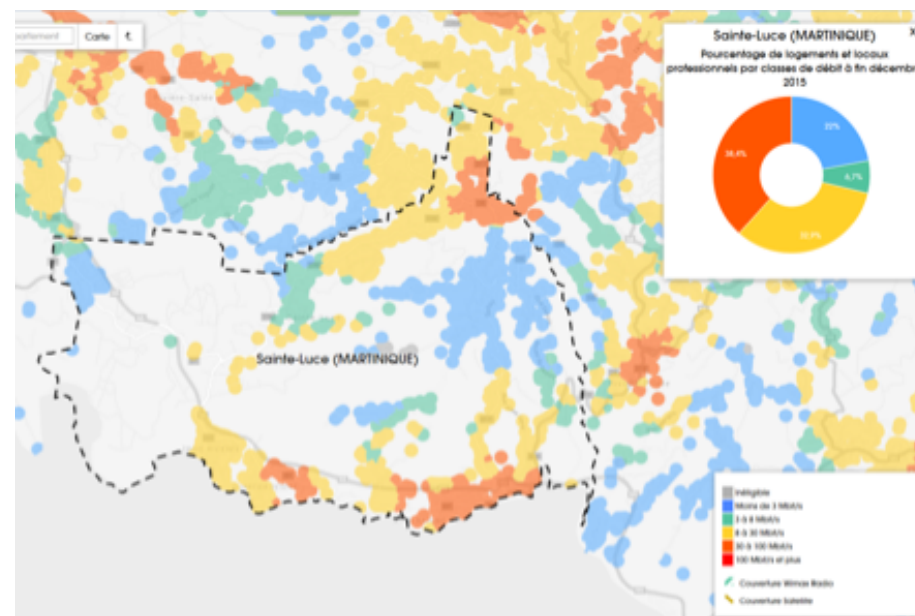 Carte
Sainte-Luce (MARTINIQUE)
Pourcentage de logements et locaux
professionnels par classes de débit à fin décembre
2015
22%
6,7%
32,9%
38,4%
Sainte-Luce (MARTINIQUE)
Inéligible
Moins de 3 Mbit/s
3 à 8 Mbit/s
8 à 30 Mbit/s
30 à 100 Mbit/s
100 Mbit/s et plus
Couverture Wimax Radio
Couverture Satellite